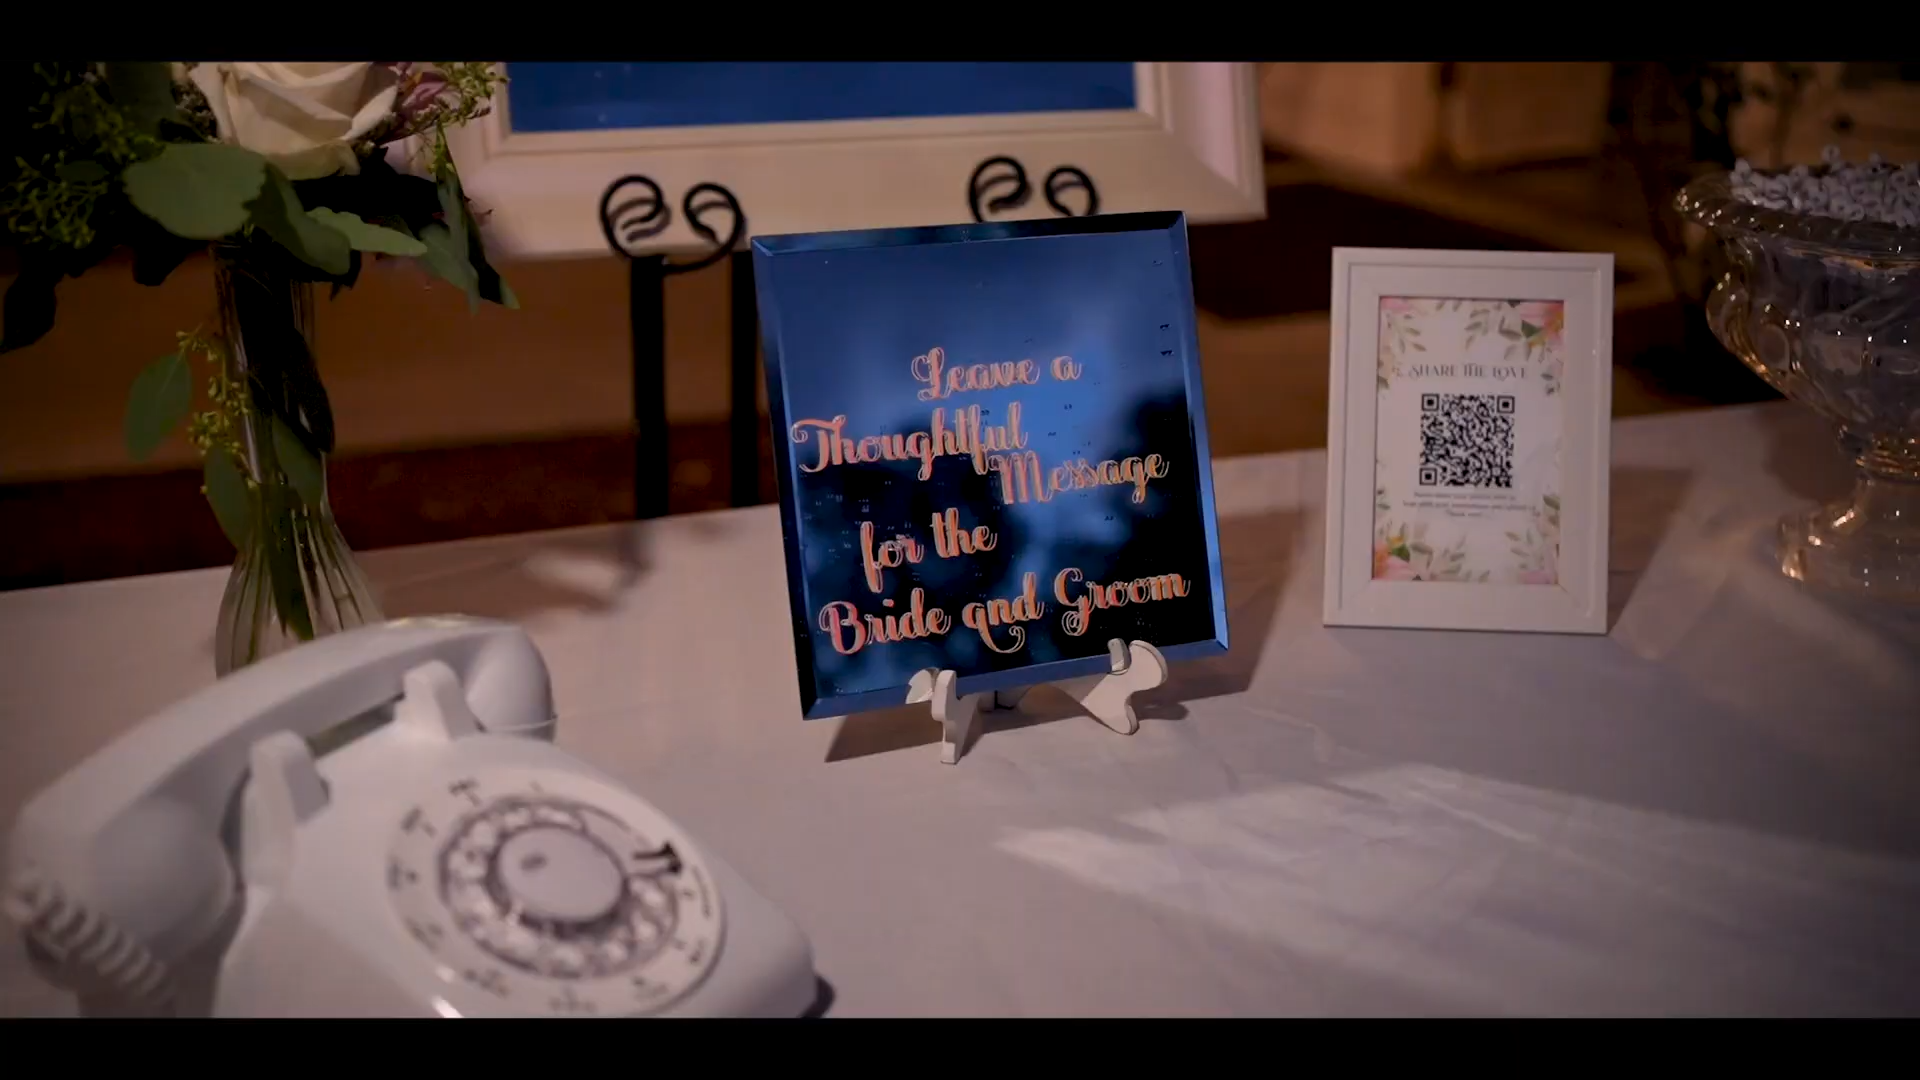 Leave a
Thoughtful
Message
for the
Bride and Groom
SHARE THE LOVE